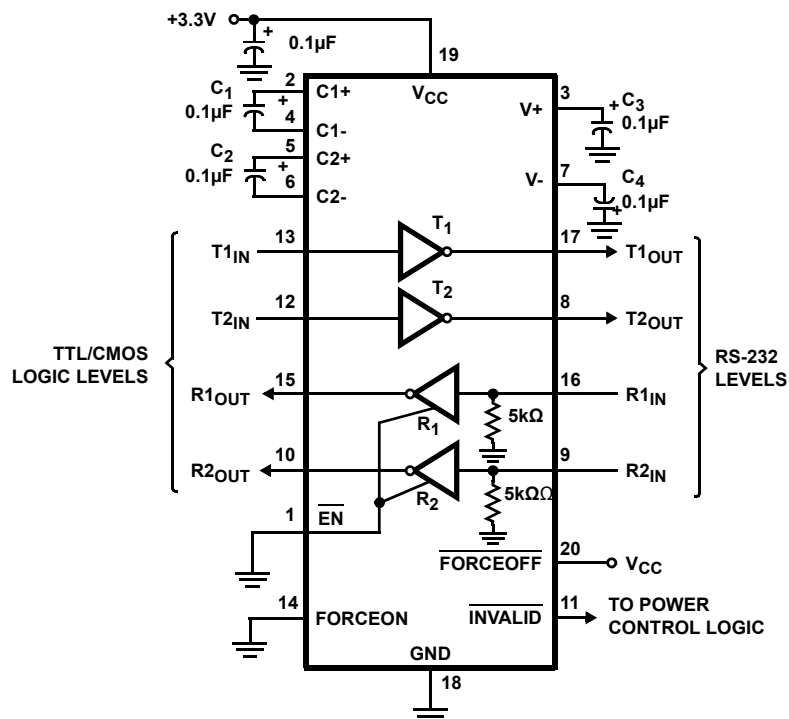 +3.3V
+
0.1µF
19
C1
0.1µF
+
2
C1+
4
C1-
VCC
3
V+
+
C3
0.1µF
C2
0.1µF
+
5
C2+
6
C2-
7
V-
C4
0.1µF
+
T1IN
13
T1
17
T1OUT
T2IN
12
T2
8
T2OUT
TTL/CMOS
LOGIC LEVELS
RS-232
LEVELS
R1OUT
15
R1
5kΩ
16
R1IN
R2OUT
10
R2
5kΩΩ
9
R2IN
1
EN
FORCEOFF
20
VCC
14
FORCEON
INVALID
11
TO POWER
CONTROL LOGIC
GND
18